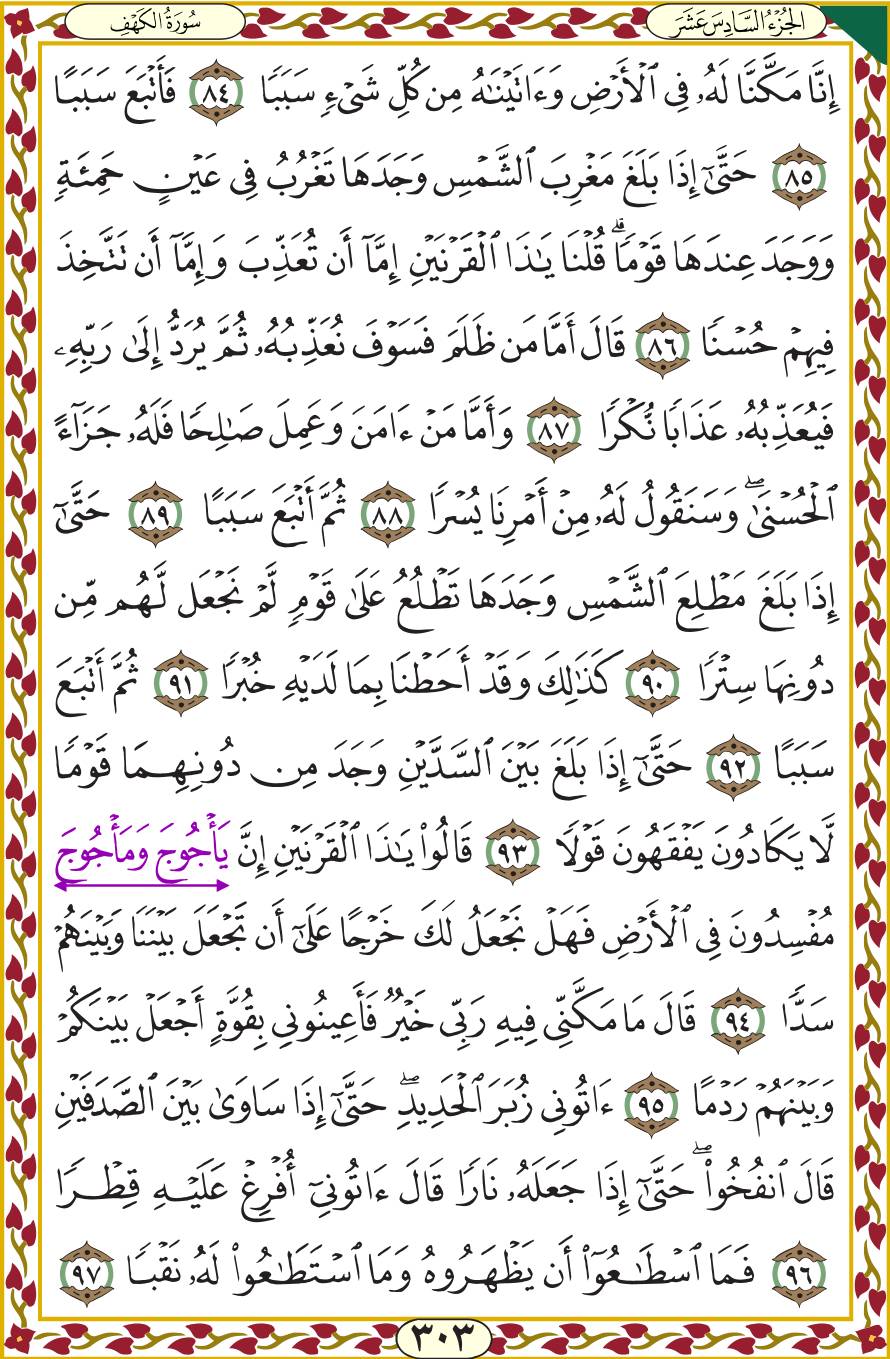 الجُزْءُ السَّادِسَ عَشَرَ
سُورَةُ الكَهْفِ
إِنَّا مَكَّنَّا لَهُۥ فِى ٱلْأَرْضِ وَءَاتَيْنَٰهُ مِن كُلِّ شَىْءٍ سَبَبًا ٨٤ فَأَتْبَعَ سَبَبًا
٨٥ حَتَّىٰٓ إِذَا بَلَغَ مَغْرِبَ ٱلشَّمْسِ وَجَدَهَا تَغْرُبُ فِى عَيْنٍ حَمِئَةٍ
وَوَجَدَ عِندَهَا قَوْمًا ۗ قُلْنَا يَٰذَا ٱلْقَرْنَيْنِ إِمَّآ أَن تُعَذِّبَ وَإِمَّآ أَن تَتَّخِذَ
فِيهِمْ حُسْنًا ٨٦ قَالَ أَمَّا مَن ظَلَمَ فَسَوْفَ نُعَذِّبُهُۥ ثُمَّ يُرَدُّ إِلَىٰ رَبِّهِۦ
فَيُعَذِّبُهُۥ عَذَابًا نُّكْرًا ٨٧ وَأَمَّا مَنْ ءَامَنَ وَعَمِلَ صَٰلِحًا فَلَهُۥ جَزَآءً
ٱلْحُسْنَىٰ ۖ وَسَنَقُولُ لَهُۥ مِنْ أَمْرِنَا يُسْرًا ٨٨ ثُمَّ أَتْبَعَ سَبَبًا ٨٩ حَتَّىٰٓ
إِذَا بَلَغَ مَطْلِعَ ٱلشَّمْسِ وَجَدَهَا تَطْلُعُ عَلَىٰ قَوْمٍ لَّمْ نَجْعَل لَّهُم مِّن
دُونِهَا سِتْرًا ٩٠ كَذَٰلِكَ وَقَدْ أَحَطْنَا بِمَا لَدَيْهِ خُبْرًا ٩١ ثُمَّ أَتْبَعَ
سَبَبًا ٩٢ حَتَّىٰٓ إِذَا بَلَغَ بَيْنَ ٱلسَّدَّيْنِ وَجَدَ مِن دُونِهِمَا قَوْمًا
لَّا يَكَادُونَ يَفْقَهُونَ قَوْلًا ٩٣ قَالُوا۟ يَٰذَا ٱلْقَرْنَيْنِ إِنَّ يَأْجُوجَ وَمَأْجُوجَ
مُفْسِدُونَ فِى ٱلْأَرْضِ فَهَلْ نَجْعَلُ لَكَ خَرْجًا عَلَىٰٓ أَن تَجْعَلَ بَيْنَنَا وَبَيْنَهُمْ
سَدًّا ٩٤ قَالَ مَا مَكَّنِّى فِيهِ رَبِّى خَيْرٌ فَأَعِينُونِى بِقُوَّةٍ أَجْعَلْ بَيْنَكُمْ
وَبَيْنَهُمْ رَدْمًا ٩٥ ءَاتُونِى زُبَرَ ٱلْحَدِيدِ ۖ حَتَّىٰٓ إِذَا سَاوَىٰ بَيْنَ ٱلصَّدَفَيْنِ
قَالَ ٱنفُخُوا۟ ۖ حَتَّىٰٓ إِذَا جَعَلَهُۥ نَارًا قَالَ ءَاتُونِىٓ أُفْرِغْ عَلَيْهِ قِطْرًا
٩٦ فَمَا ٱسْطَٰعُوٓا۟ أَن يَظْهَرُوهُ وَمَا ٱسْتَطَٰعُوا۟ لَهُۥ نَقْبًا ٩٧
٣٠٣